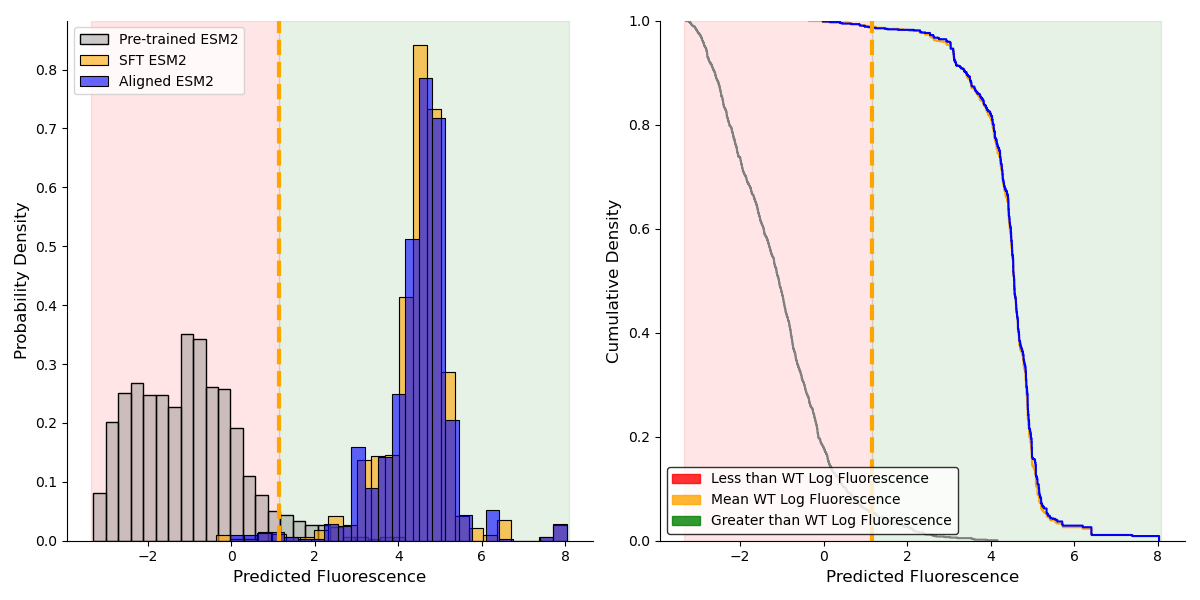 Pre-trained ESM2
SFT ESM2
Aligned ESM2
Probability Density
0.8
0.7
0.6
0.5
0.4
0.3
0.2
0.1
0.0
−2
0
2
4
6
8
Predicted Fluorescence
Cumulative Density
1.0
0.8
0.6
0.4
0.2
0.0
Less than WT Log Fluorescence
Mean WT Log Fluorescence
Greater than WT Log Fluorescence
−2
0
2
4
6
8
Predicted Fluorescence